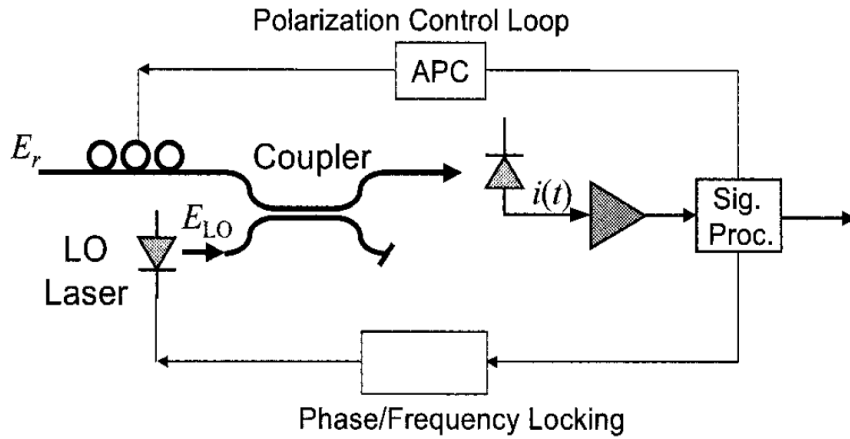 Polarization Control Loop
APC
E_r
Coupler
i(t)
E_LO
Sig.
Proc.
LO
Laser
Phase/Frequency Locking